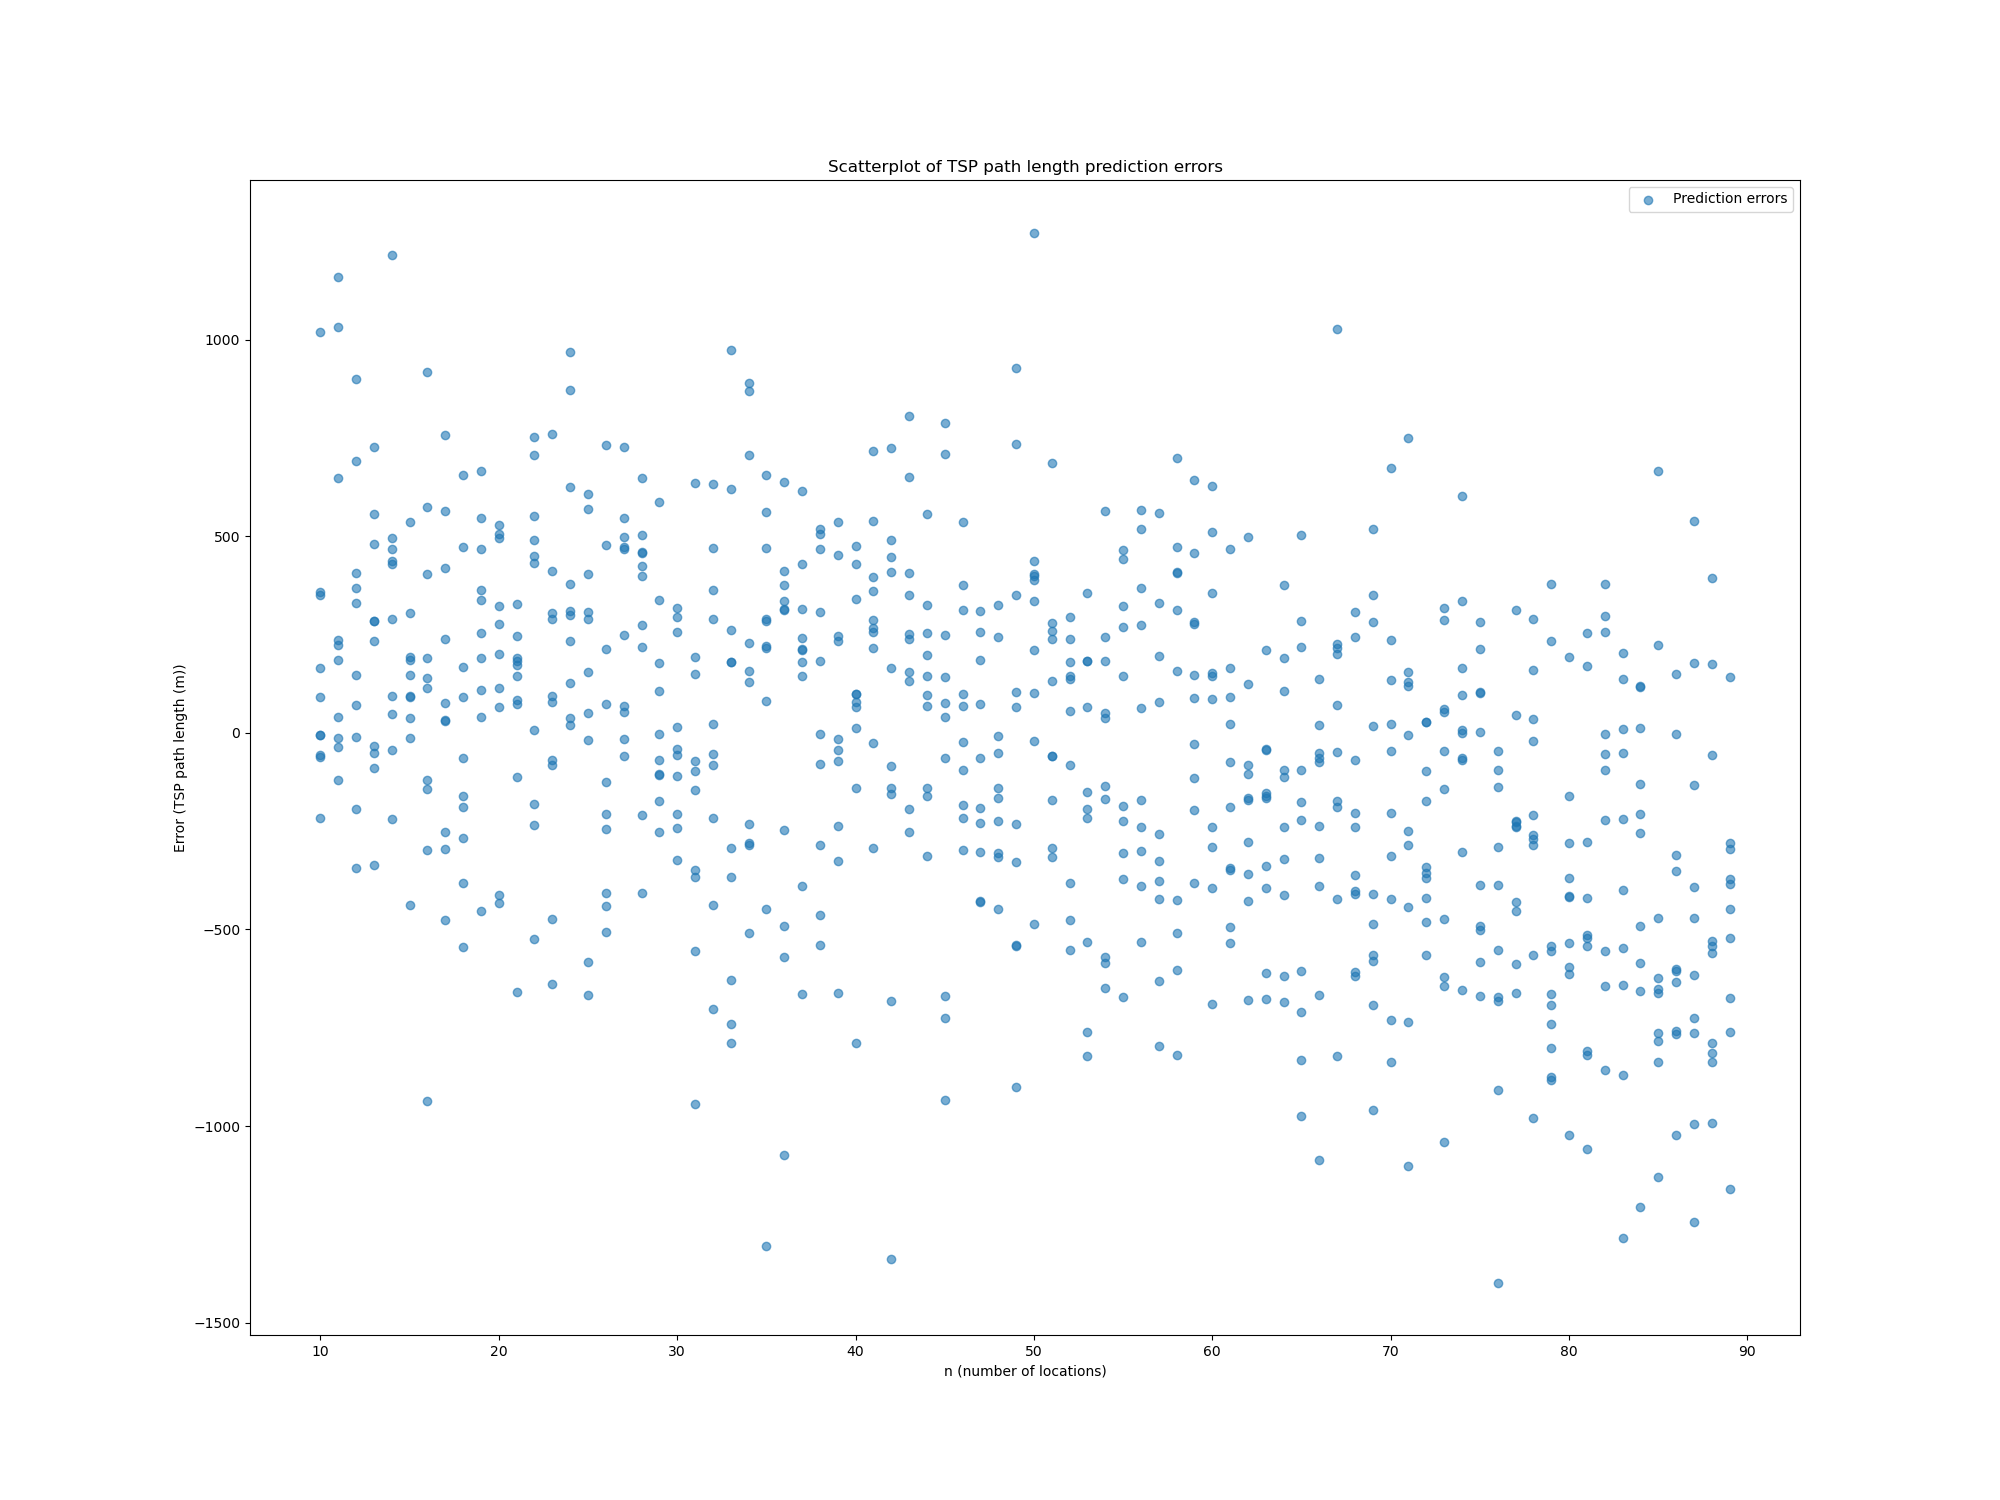 Scatterplot of TSP path length prediction errors
Prediction errors
1000
500
0
−500
−1000
−1500
Error (TSP path length (m))
10 20 30 40 50 60 70 80 90
n (number of locations)